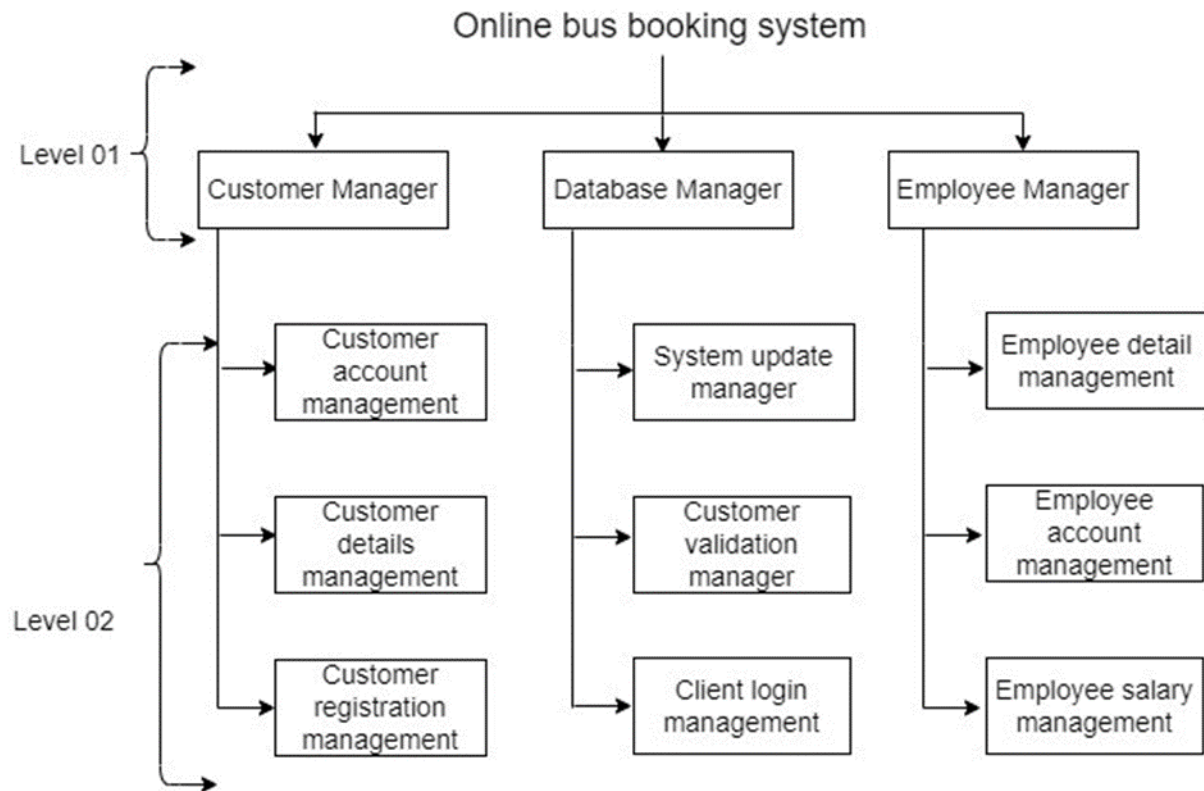 Online bus booking system
Level 01
Customer Manager
Database Manager
Employee Manager
Level 02
Customer
account
management
System update
manager
Employee detail
management
Customer
details
management
Customer
validation
manager
Employee
account
management
Customer
registration
management
Client login
management
Employee salary
management